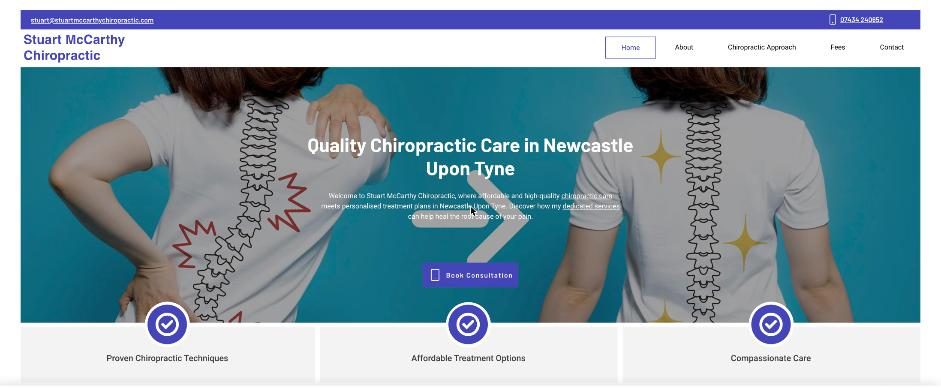 stuart@stuartmccarthychiropractic.com
07434 240652
Stuart McCarthy
Chiropractic
Home
About
Chiropractic Approach
Fees
Contact
Quality Chiropractic Care in Newcastle
Upon Tyne
Welcome to Stuart McCarthy Chiropractic, where affordable and high-quality chiropractic care
meets personalised treatment plans in Newcastle Upon Tyne. Discover how my dedicated services
can help heal the root cause of your pain.
Book Consultation
Proven Chiropractic Techniques
Affordable Treatment Options
Compassionate Care